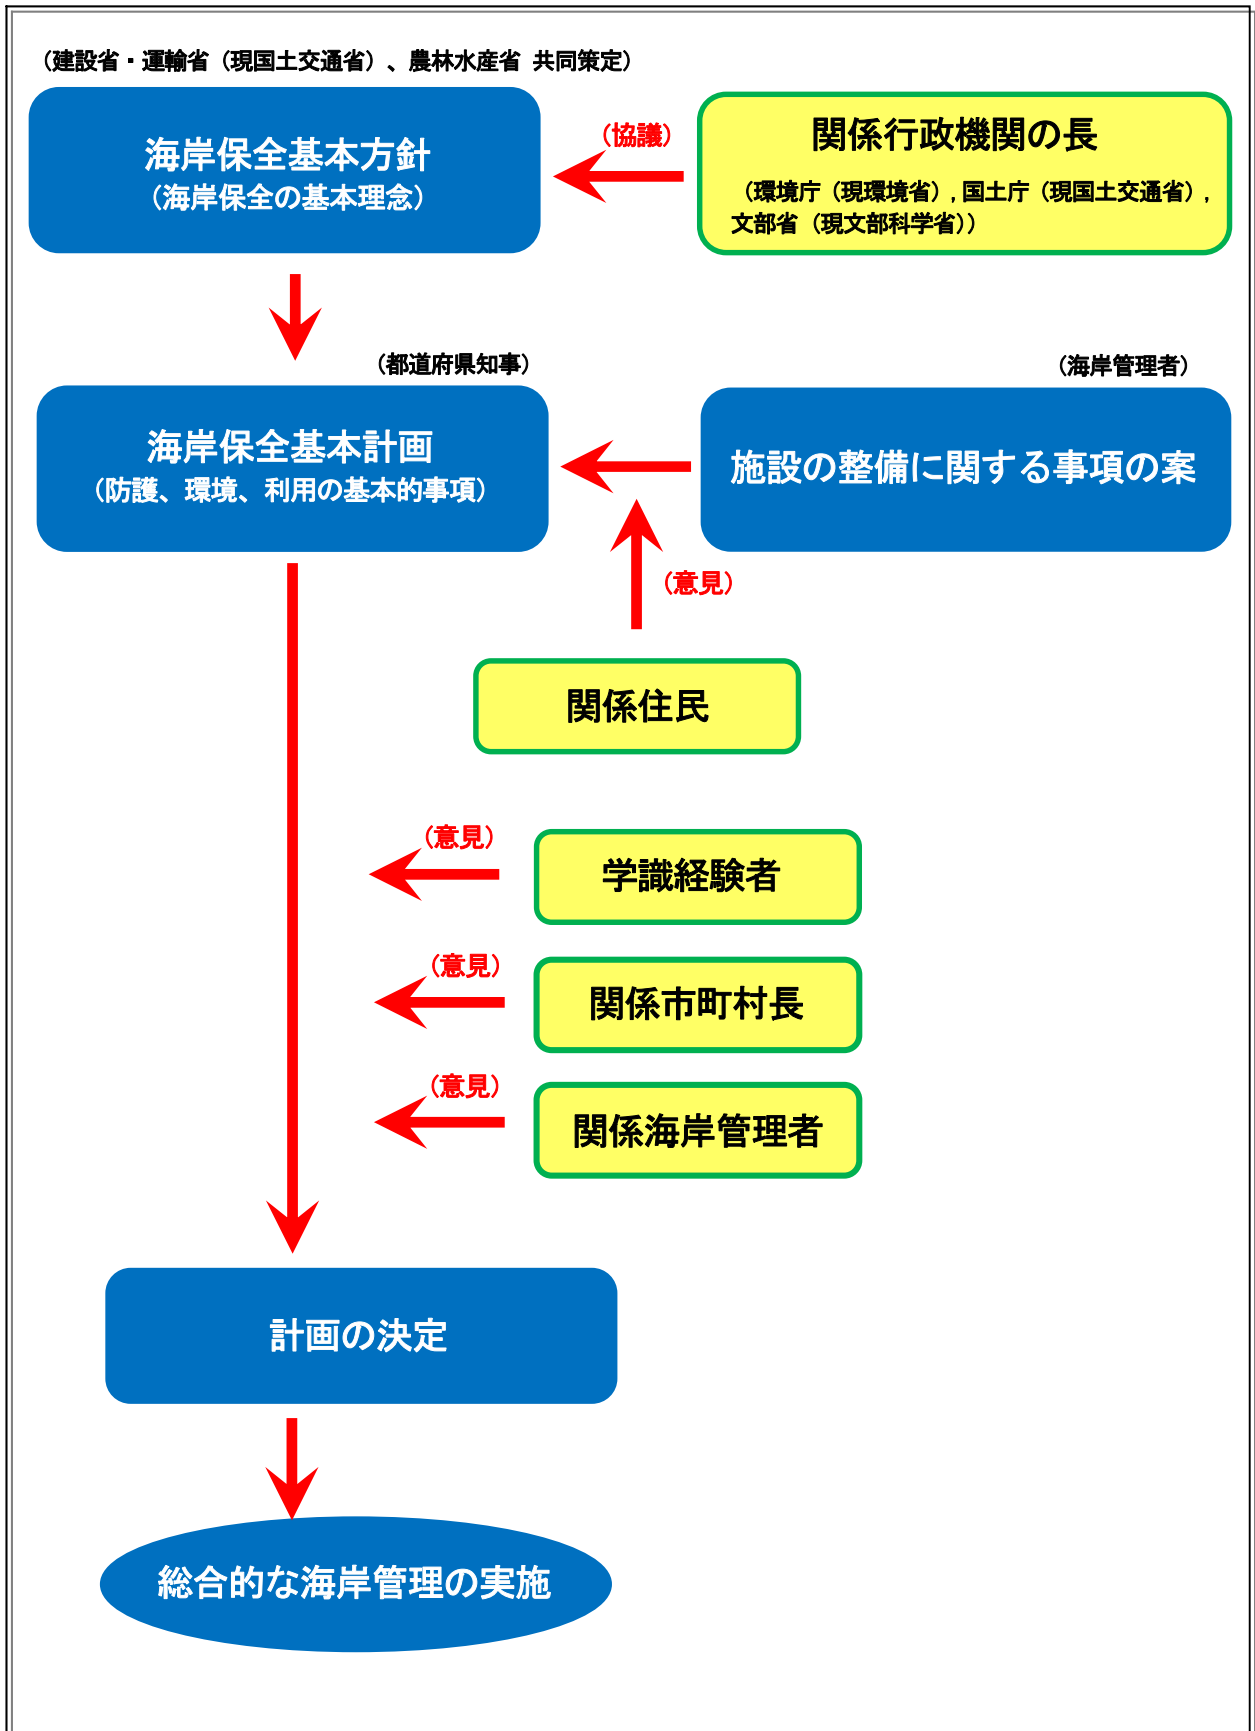 （建設省・運輸省（現国土交通省）、農林水産省 共同策定）
海岸保全基本方針
（海岸保全の基本理念）
（協議）
関係行政機関の長
（環境庁（現環境省）, 国土庁（現国土交通省）,
文部省（現文部科学省））
（都道府県知事）
（海岸管理者）
海岸保全基本計画
（防護、環境、利用の基本的事項）
施設の整備に関する事項の案
（意見）
関係住民
（意見）
学識経験者
（意見）
関係市町村長
（意見）
関係海岸管理者
計画の決定
総合的な海岸管理の実施